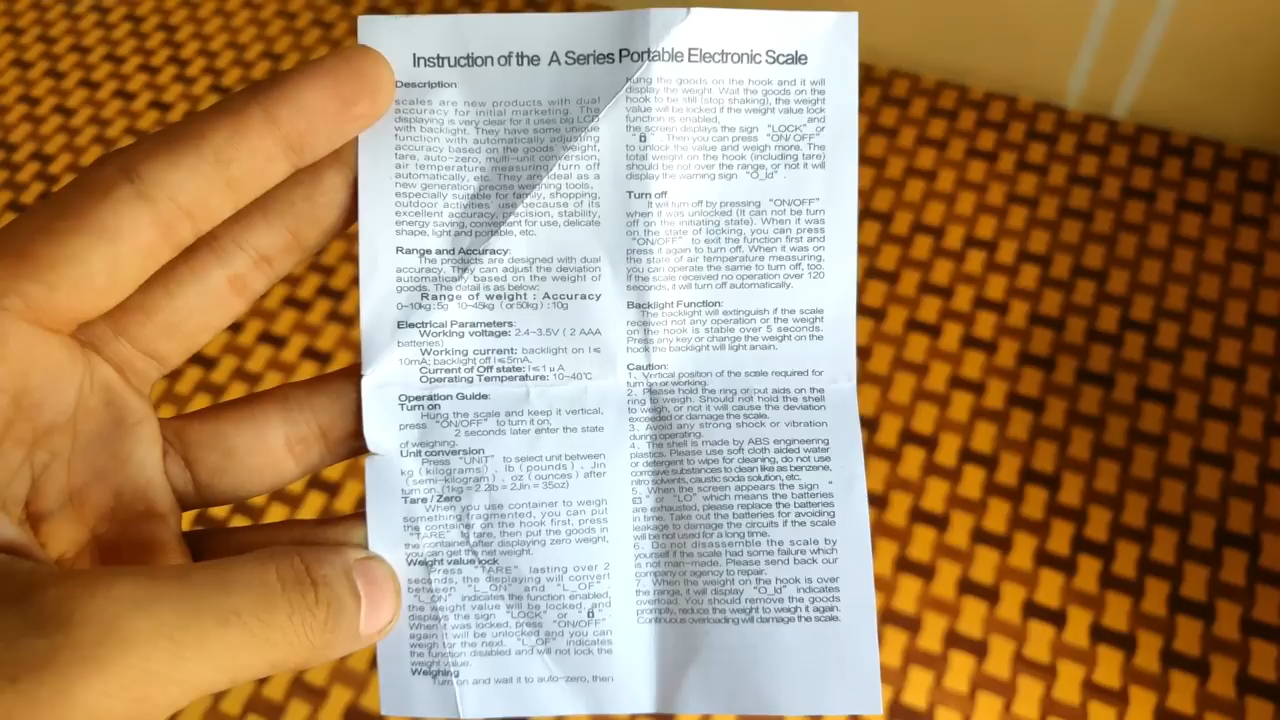 Instruction of the A Series Portable Electronic Scale
Description:
scales are new products with dual
accuracy for initial marketing. The
displaying is very clear for it uses big LCD
with backlight. They have some unique
function with automatically adjusting
accuracy based on the goods' weight,
tare, auto-zero, multi-unit conversion,
air temperature measuring, turn off
automatically, etc. They are ideal as a
new generation precise weighing tools,
especially suitable for family, shopping,
outdoor activities' use because of its
excellent accuracy, precision, stability,
energy saving, convenient for use, delicate
shape, light and portable, etc.
Range and Accuracy:
The products are designed with dual
accuracy. They can adjust the deviation
automatically based on the weight of
goods. The detail is as below:
Range of weight : Accuracy
0~10kg:5g 10~45kg (or50kg) : 10g
Electrical Parameters:
Working voltage: 2.4~3.5V ( 2 AAA
batteries)
Working current: backlight on I≤
10mA; backlight off I≤5mA.
Current of Off state: I≤1μA
Operating Temperature: 10~40℃
Operation Guide:
Turn on
Hung the scale and keep it vertical,
press "ON/OFF" to turn it on,
2 seconds later enter the state
of weighing.
Unit conversion
Press "UNIT" to select unit between
kg (kilograms) 、 lb (pounds) 、 Jin
(semi-kilogram) 、 oz (ounces) after
turn on. (1kg = 2.2lb = 2Jin = 35oz)
Tare / Zero
When you use container to weigh
something fragmented, you can put
the container on the hook first, press
"TARE" to tare, then put the goods in
the container after displaying zero weight,
you can get the net weight.
Weight value lock
Press "TARE" lasting over 2
seconds, the displaying will convert
between "L_ON" and "L_OF" .
"L_ON" indicates the function enabled,
the weight value will be locked, and
displays the sign "LOCK" or "🔒" .
When it was locked, press "ON/OFF"
again it will be unlocked and you can
weigh for the next. "L_OF" indicates
the function disabled and will not lock the
weight value.
Weighing
Turn on and wait it to auto-zero, then
hung the goods on the hook and it will
display the weight. Wait the goods on the
hook to be still (stop shaking), the weight
value will be locked if the weight value lock
function is enabled, and
the screen displays the sign "LOCK" or
"🔒" . Then you can press "ON/OFF"
to unlock the value and weigh more. The
total weight on the hook (including tare)
should be not over the range, or not it will
display the warning sign "O_ld" .
Turn off
It will turn off by pressing "ON/OFF"
when it was unlocked (It can not be turn
off on the initiating state). When it was
on the state of locking, you can press
"ON/OFF" to exit the function first and
press it again to turn off. When it was on
the state of air temperature measuring,
you can operate the same to turn off, too.
If the scale received no operation over 120
seconds, it will turn off automatically.
Backlight Function:
The backlight will extinguish if the scale
received not any operation or the weight
on the hook is stable over 5 seconds.
Press any key or change the weight on the
hook the backlight will light anain.
Caution:
1、Vertical position of the scale required for
turn on or working.
2、Please hold the ring or put aids on the
ring to weigh. Should not hold the shell
to weigh, or not it will cause the deviation
exceeded or damage the scale.
3、Avoid any strong shock or vibration
during operating.
4、The shell is made by ABS engineering
plastics. Please use soft cloth aided water
or detergent to wipe for cleaning, do not use
corrosive substances to clean like as benzene,
nitro solvents, caustic soda solution, etc.
5、When the screen appears the sign "
" or "LO" which means the batteries
are exhausted, please replace the batteries
in time. Take out the batteries for avoiding
leakage to damage the circuits if the scale
will be not used for a long time.
6、Do not disassemble the scale by
yourself if the scale had some failure which
is not man-made. Please send back our
company or agency to repair.
7、When the weight on the hook is over
the range, it will display "O_ld" indicates
overload. You should remove the goods
promptly, reduce the weight to weigh it again.
Continuous overloading will damage the scale.